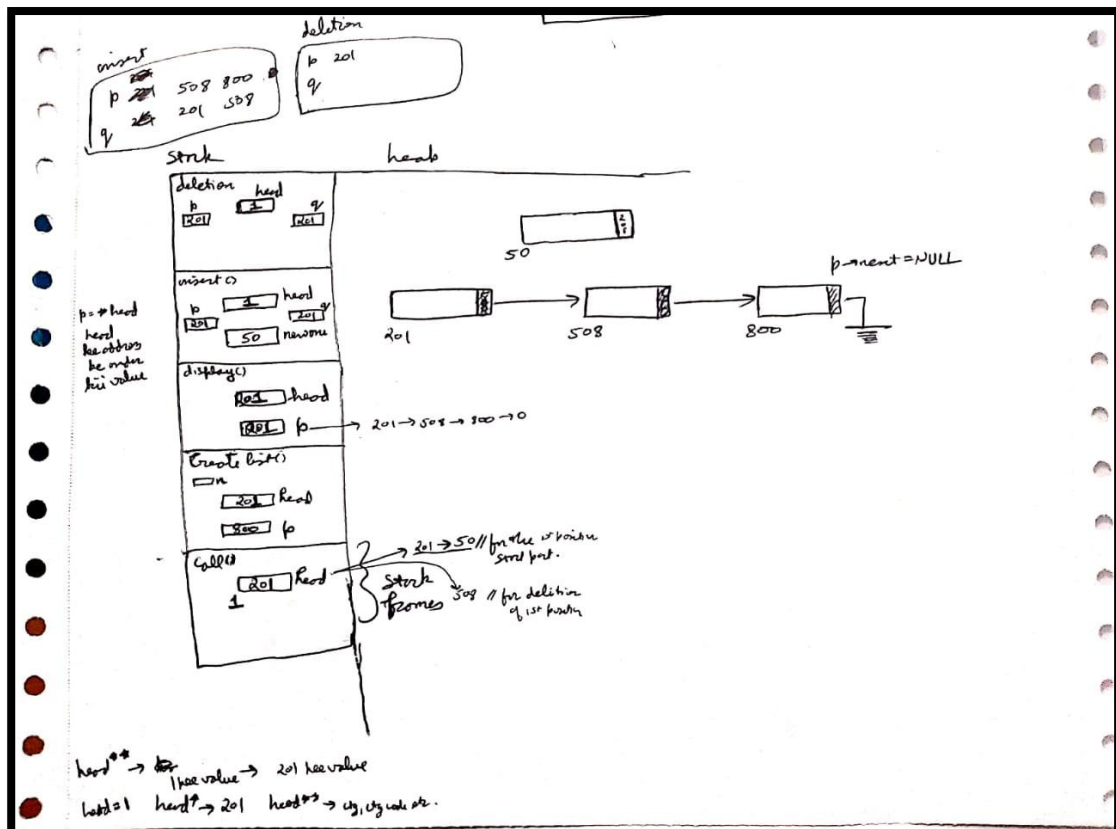 insert
p 508 800
q 201 508
deletion
p 201
q
stack heap
deletion
head
p 1 q
201 201
50
p→next = NULL
insert()
1 head
p q
201 201
50 newone
201 508 800
p = *head
head
ke address
ke under
ki value
display()
201 head
201 p → 201 → 508 → 800 → 0
Create list()
n
201 head
800 p
call()
201 head
1
201 → 50 // for the 1st position
part.
Stack
frames
508 // for deletion
of 1st position
head** → 1 kee value → 201 kee value
head=1 head* → 201 head** →